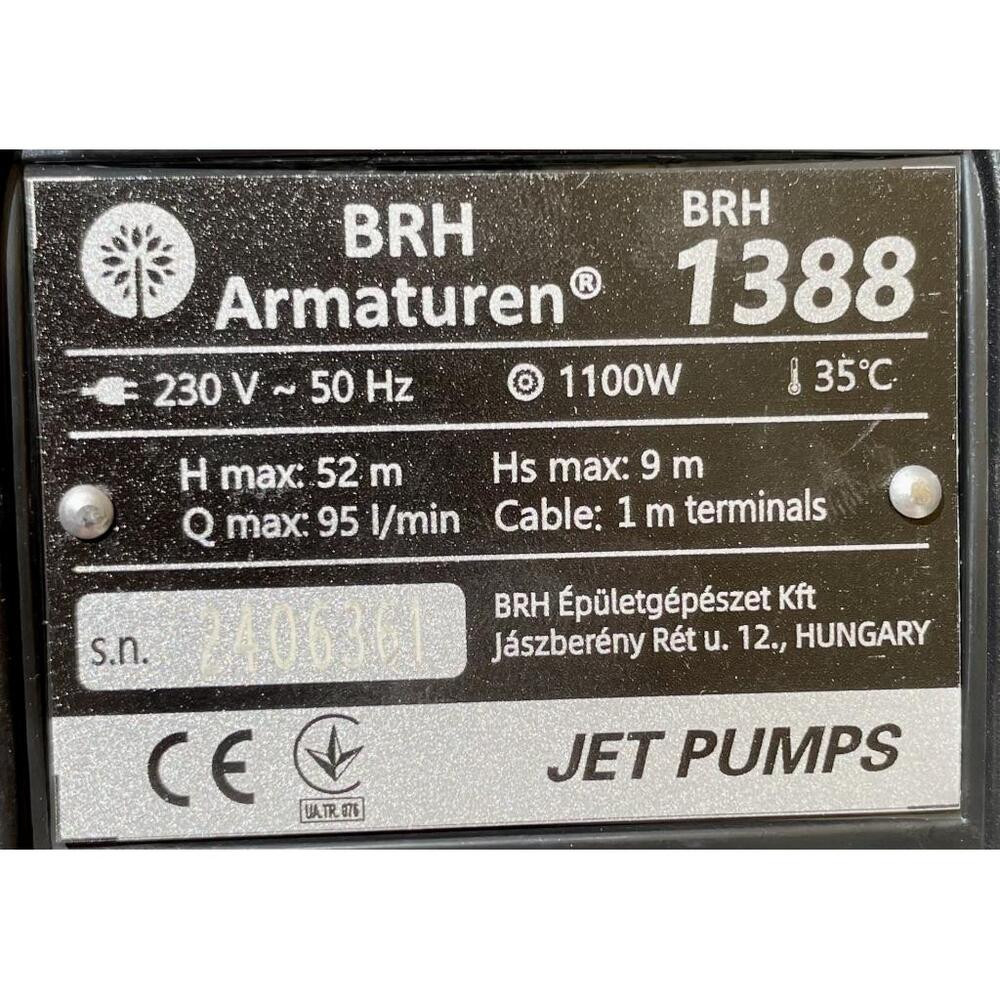 BRH
Armaturen®
BRH
1388
230 V ~ 50 Hz
1100W
35°C
H max: 52 m
Hs max: 9 m
Q max: 95 l/min
Cable: 1 m terminals
s.n. 2406361
BRH Épületgépészet Kft
Jászberény Rét u. 12., HUNGARY
CE
UA.TR.076
JET PUMPS